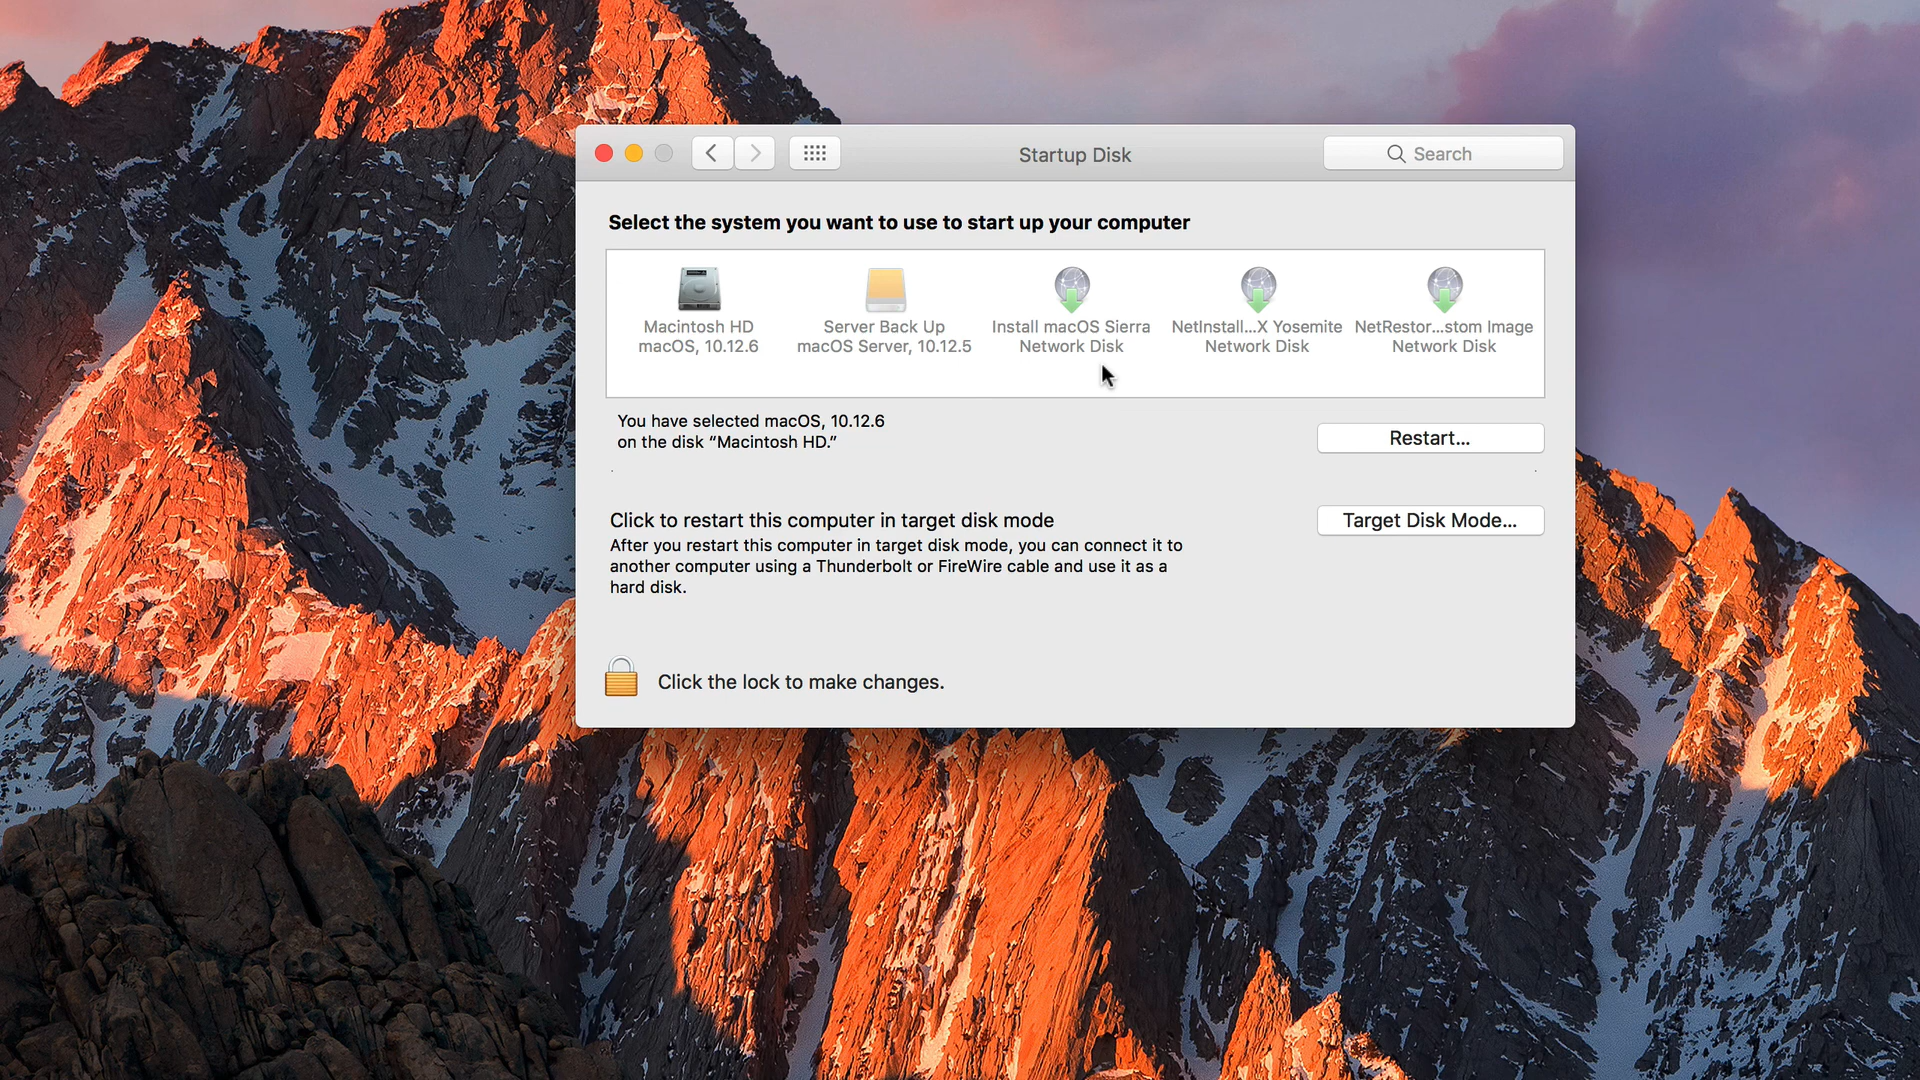 Startup Disk
Search
Select the system you want to use to start up your computer
Macintosh HD
macOS, 10.12.6
Server Back Up
macOS Server, 10.12.5
Install macOS Sierra
Network Disk
NetInstall...X Yosemite
Network Disk
NetRestor...stom Image
Network Disk
You have selected macOS, 10.12.6
on the disk “Macintosh HD.”
Restart...
Click to restart this computer in target disk mode
After you restart this computer in target disk mode, you can connect it to
another computer using a Thunderbolt or FireWire cable and use it as a
hard disk.
Target Disk Mode...
Click the lock to make changes.